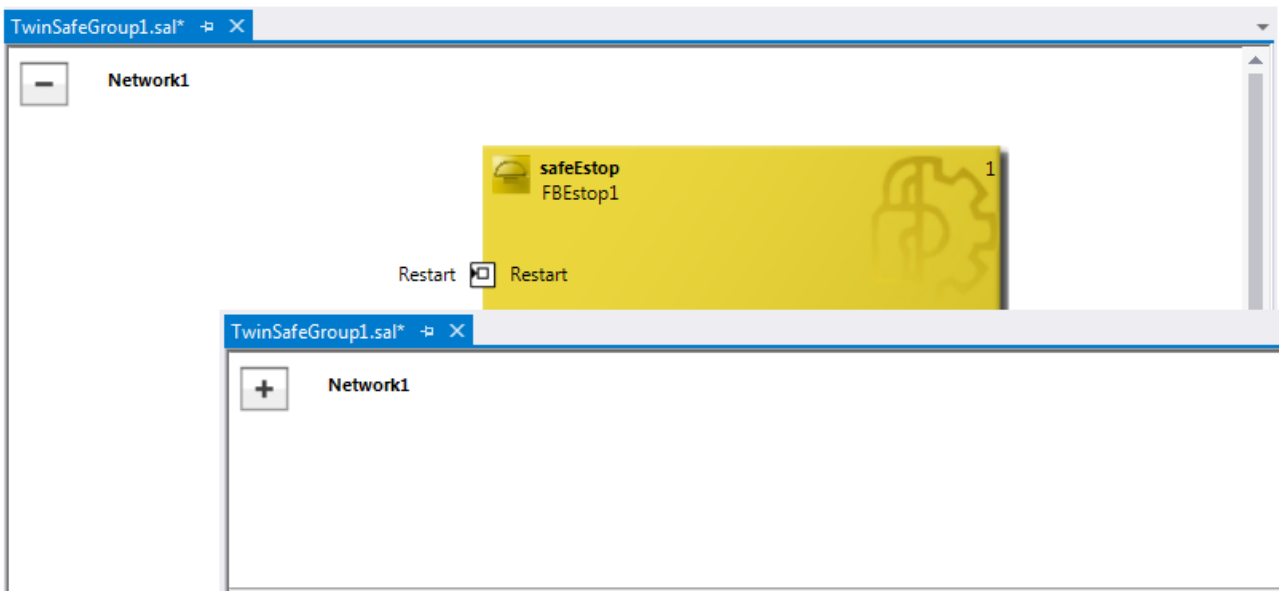 TwinSafeGroup1.sal*
Network1
safeEstop 1
FBEstop1
Restart Restart
TwinSafeGroup1.sal*
Network1